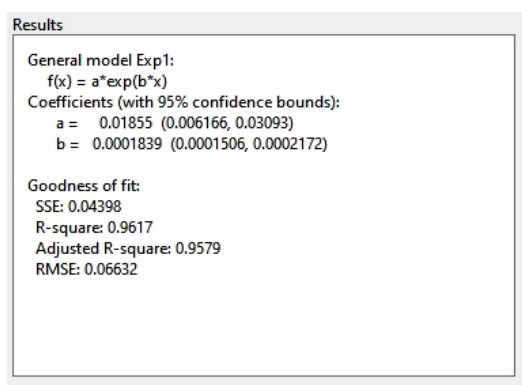 Results
General model Exp1:
f(x) = a*exp(b*x)
Coefficients (with 95% confidence bounds):
a = 0.01855 (0.006166, 0.03093)
b = 0.0001839 (0.0001506, 0.0002172)
Goodness of fit:
SSE: 0.04398
R-square: 0.9617
Adjusted R-square: 0.9579
RMSE: 0.06632